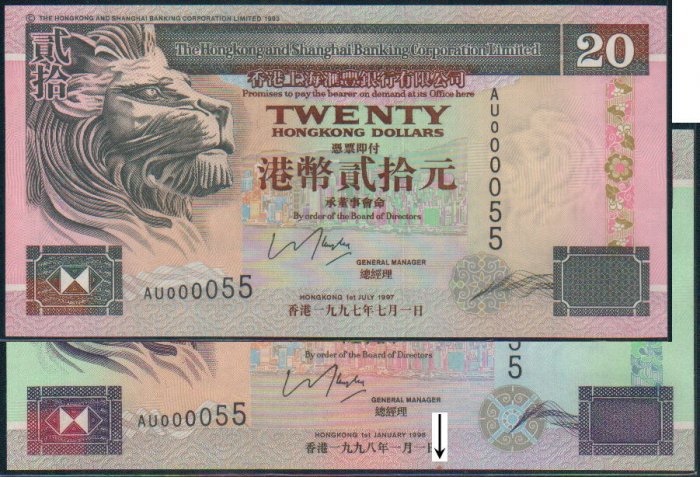 © THE HONGKONG AND SHANGHAI BANKING CORPORATION LIMITED 1993
貳拾
The Hongkong and Shanghai Banking Corporation Limited
20
香港上海滙豐銀行有限公司
Promises to pay the bearer on demand at its Office here
TWENTY
HONGKONG DOLLARS
憑票即付
港幣貳拾元
承董事會命
By order of the Board of Directors
AU000055
GENERAL MANAGER
總經理
AU000055
HONGKONG 1st JULY 1997
香港一九九七年七月一日
By order of the Board of Directors
5
GENERAL MANAGER
總經理
AU000055
HONGKONG 1st JANUARY 1998
香港一九九八年一月一日